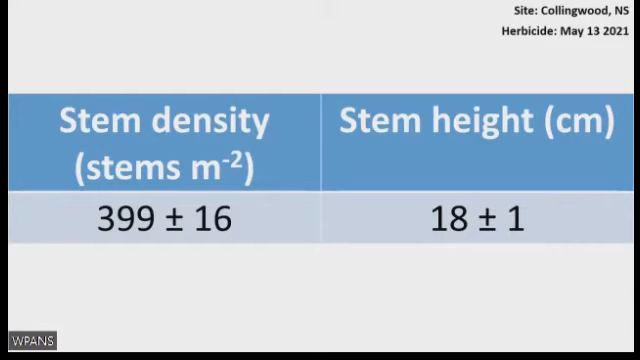 Site: Collingwood, NS
Herbicide: May 13 2021
Stem density
(stems m⁻²)
Stem height (cm)
399 ± 16
18 ± 1
WPANS